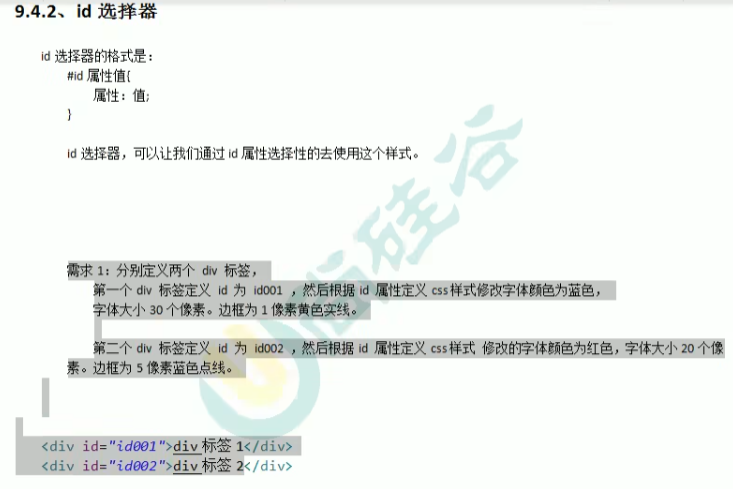 9.4.2、id 选择器
id 选择器的格式是：
#id 属性值{
属性：值;
}
id 选择器，可以让我们通过 id 属性选择性的去使用这个样式。
需求 1：分别定义两个 div 标签，
第一个 div 标签定义 id 为 id001 ，然后根据 id 属性定义 css样式修改字体颜色为蓝色，
字体大小 30 个像素。边框为 1 像素黄色实线。
第二个 div 标签定义 id 为 id002 ，然后根据 id 属性定义 css样式 修改的字体颜色为红色，字体大小 20 个像
素。边框为 5 像素蓝色点线。
<div id="id001">div 标签 1</div>
<div id="id002">div 标签 2</div>
尚硅谷